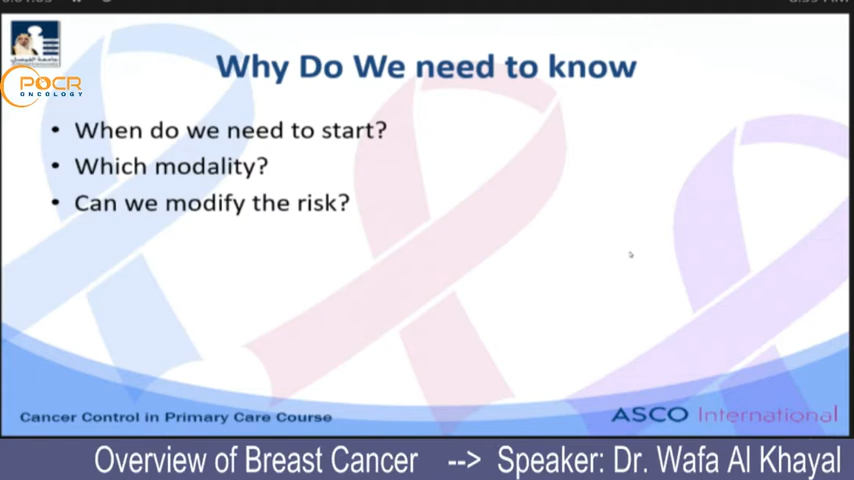 Why Do We need to know
POCR
ONCOLOGY
• When do we need to start?
• Which modality?
• Can we modify the risk?
Cancer Control in Primary Care Course
ASCO International
Overview of Breast Cancer --> Speaker: Dr. Wafa Al Khayal